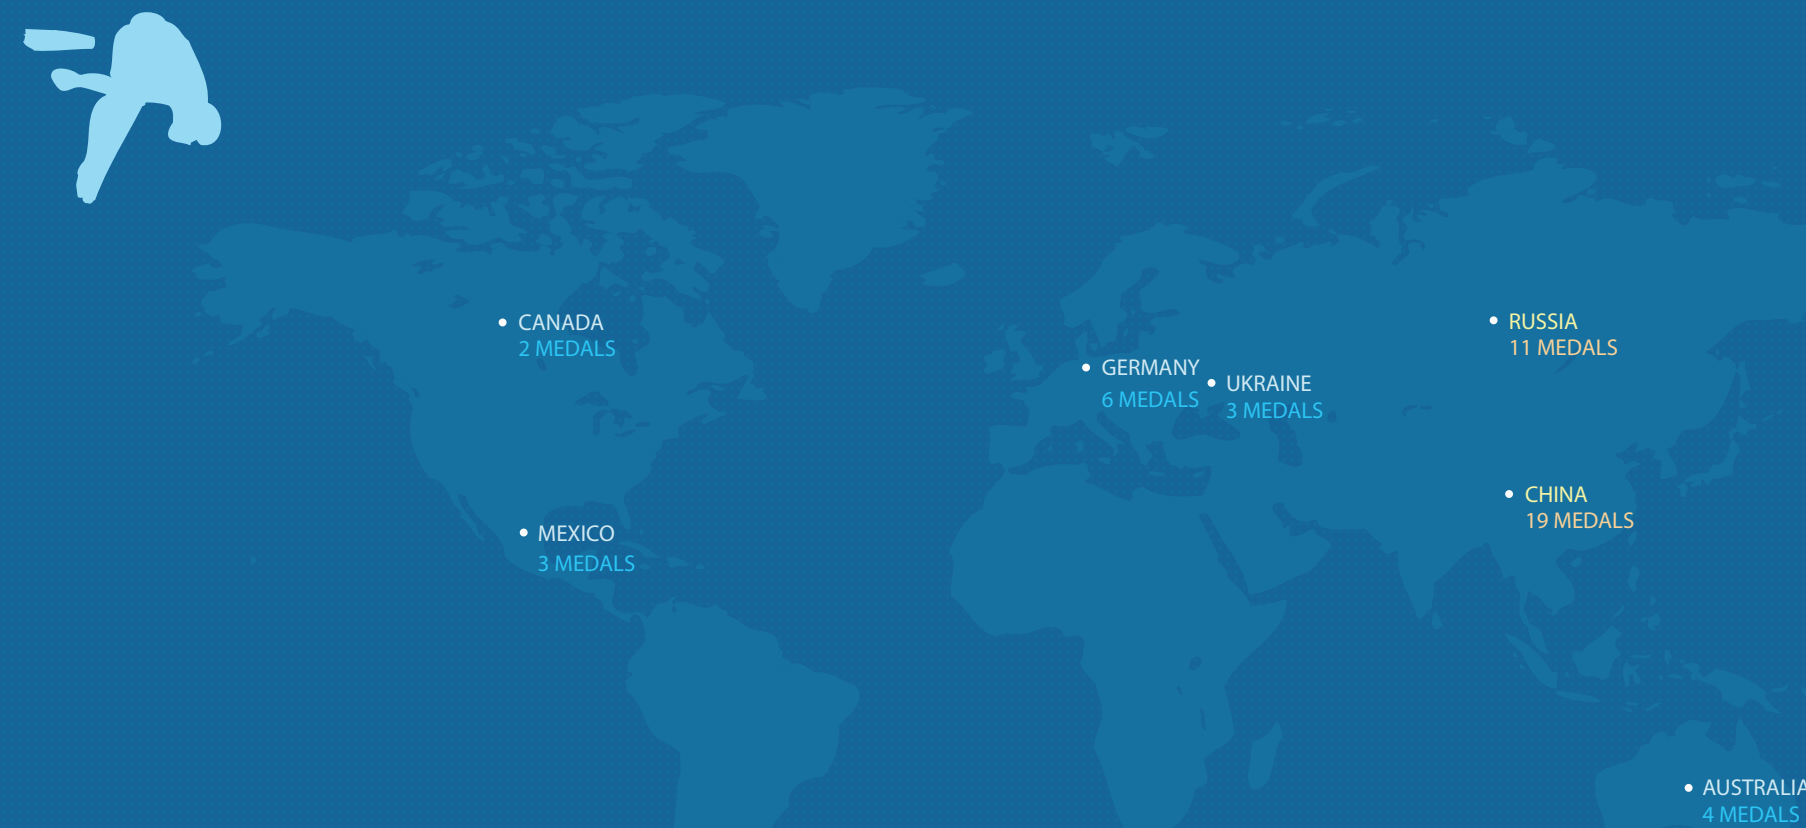 CANADA
2 MEDALS
RUSSIA
11 MEDALS
GERMANY
6 MEDALS
UKRAINE
3 MEDALS
CHINA
19 MEDALS
MEXICO
3 MEDALS
AUSTRALIA
4 MEDALS